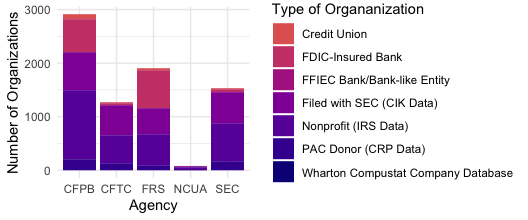 3000
2000
1000
0
Number of Organizations
CFPB CFTC FRS NCUA SEC
Agency
Type of Organanization
Credit Union
FDIC-Insured Bank
FFIEC Bank/Bank-like Entity
Filed with SEC (CIK Data)
Nonprofit (IRS Data)
PAC Donor (CRP Data)
Wharton Compustat Company Database